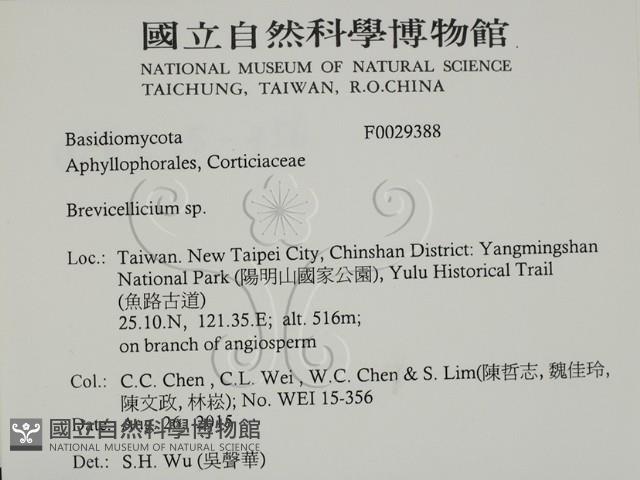 國立自然科學博物館
NATIONAL MUSEUM OF NATURAL SCIENCE
TAICHUNG, TAIWAN, R.O.CHINA
Basidiomycota F0029388
Aphyllophorales, Corticiaceae
Brevicellicium sp.
Loc.: Taiwan. New Taipei City, Chinshan District: Yangmingshan
National Park (陽明山國家公園), Yulu Historical Trail
(魚路古道)
25.10.N, 121.35.E; alt. 516m;
on branch of angiosperm
Col.: C.C. Chen , C.L. Wei , W.C. Chen & S. Lim(陳哲志, 魏佳玲,
陳文政, 林崧); No. WEI 15-356
Date: Aug. 26, 2015
國立自然科學博物館
NATIONAL MUSEUM OF NATURAL SCIENCE
Det.: S.H. Wu (吳聲華)